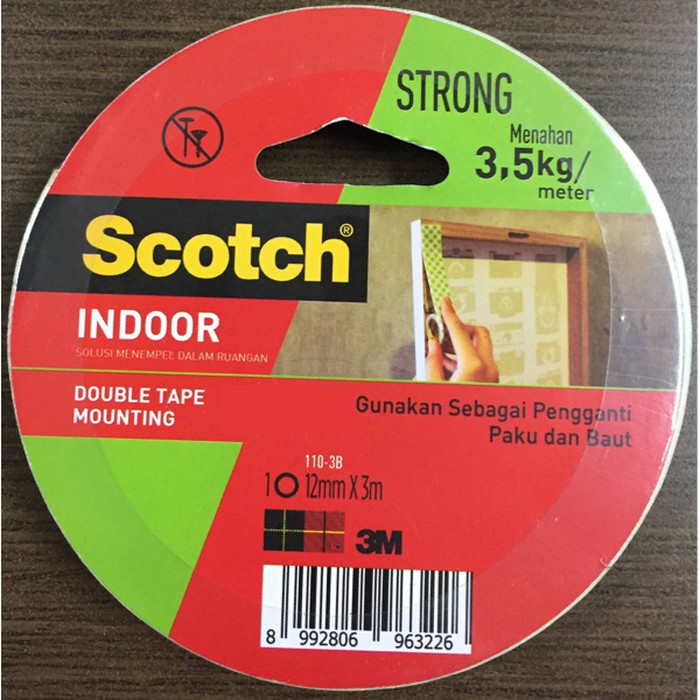 STRONG
Menahan
3,5kg/
meter
Scotch®
INDOOR
SOLUSI MENEMPEL DALAM RUANGAN
DOUBLE TAPE
MOUNTING
Gunakan Sebagai Pengganti
Paku dan Baut
110-3B
1 12mm X 3m
3M
8 992806 963226